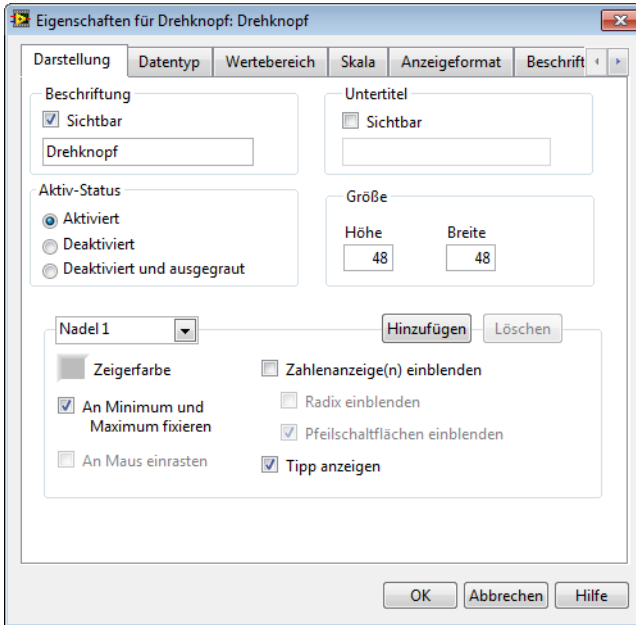 Eigenschaften für Drehknopf: Drehknopf
Darstellung Datentyp Wertebereich Skala Anzeigeformat Beschrift
Beschriftung
Sichtbar
Drehknopf
Untertitel
Sichtbar
Aktiv-Status
Aktiviert
Deaktiviert
Deaktiviert und ausgegraut
Größe
Höhe Breite
48 48
Nadel 1
Hinzufügen Löschen
Zeigerfarbe
An Minimum und
Maximum fixieren
An Maus einrasten
Zahlenanzeige(n) einblenden
Radix einblenden
Pfeilschaltflächen einblenden
Tipp anzeigen
OK Abbrechen Hilfe